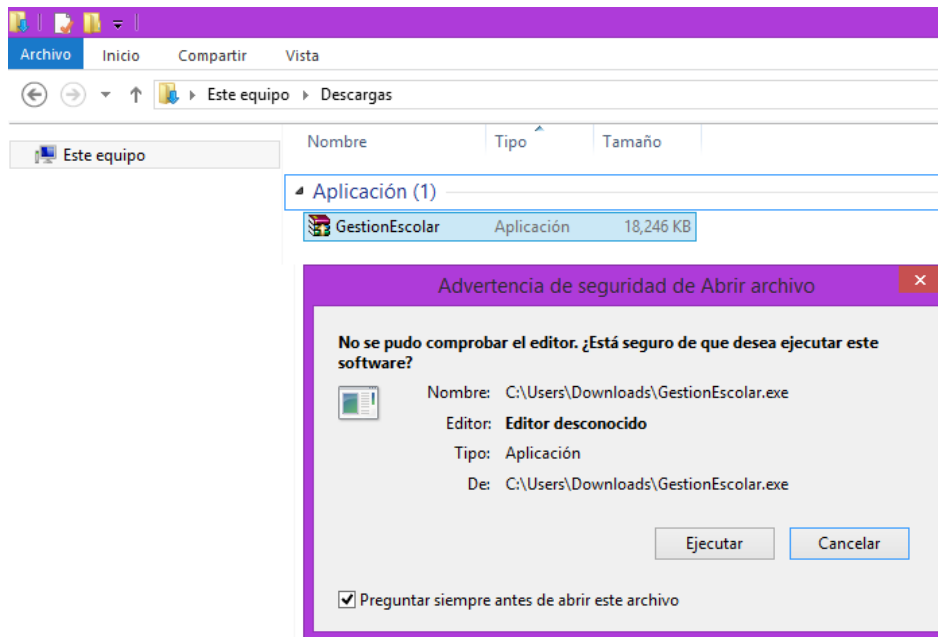 Archivo Inicio Compartir Vista
Este equipo Descargas
Este equipo
Nombre Tipo Tamaño
Aplicación (1)
GestionEscolar Aplicación 18,246 KB
Advertencia de seguridad de Abrir archivo
No se pudo comprobar el editor. ¿Está seguro de que desea ejecutar este
software?
Nombre: C:\Users\Downloads\GestionEscolar.exe
Editor: Editor desconocido
Tipo: Aplicación
De: C:\Users\Downloads\GestionEscolar.exe
Ejecutar Cancelar
Preguntar siempre antes de abrir este archivo